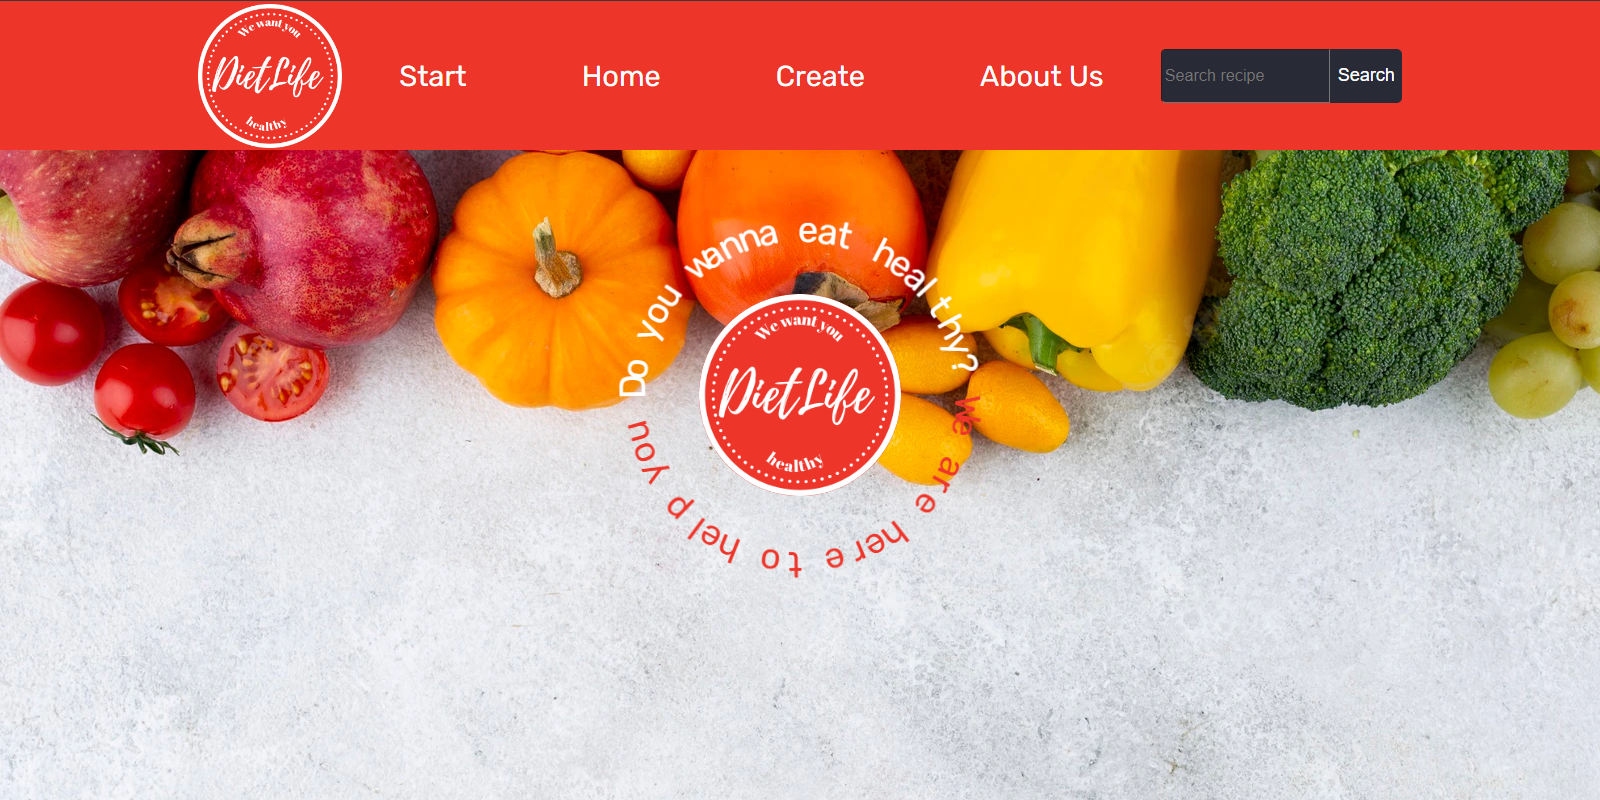 We want you
DietLife
healthy
Start
Home
Create
About Us
Search recipe
Search
Do you wanna eat healthy?
We are here to help you
We want you
DietLife
healthy